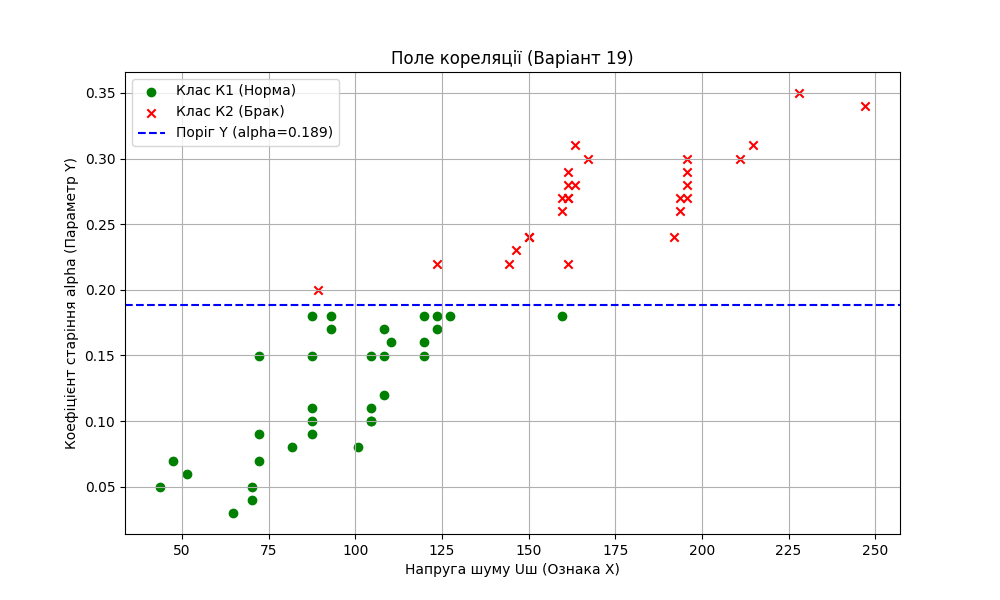 Поле кореляції (Варіант 19)
Клас К1 (Норма)
Клас К2 (Брак)
Поріг Y (alpha=0.189)
Коефіцієнт старіння alpha (Параметр Y)
0.35
0.30
0.25
0.20
0.15
0.10
0.05
50 75 100 125 150 175 200 225 250
Напруга шуму Uш (Ознака X)